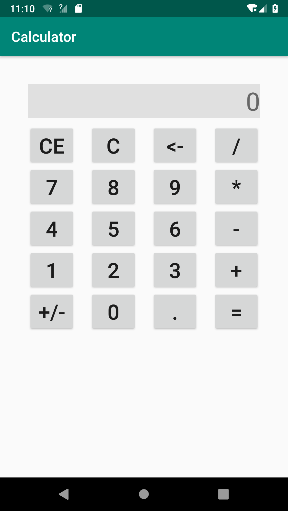 11:10
Calculator
0
CE C <- /
7 8 9 *
4 5 6 -
1 2 3 +
+/- 0 . =